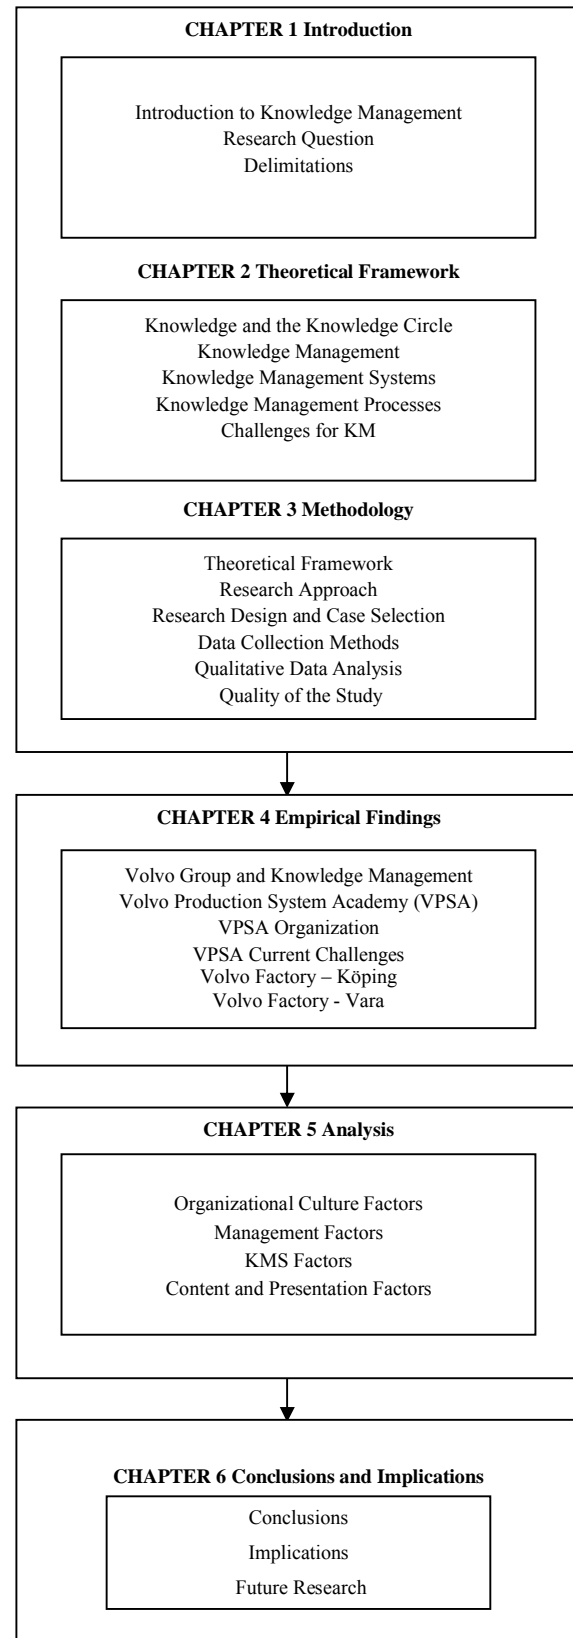 CHAPTER 1 Introduction
Introduction to Knowledge Management
Research Question
Delimitations
CHAPTER 2 Theoretical Framework
Knowledge and the Knowledge Circle
Knowledge Management
Knowledge Management Systems
Knowledge Management Processes
Challenges for KM
CHAPTER 3 Methodology
Theoretical Framework
Research Approach
Research Design and Case Selection
Data Collection Methods
Qualitative Data Analysis
Quality of the Study
CHAPTER 4 Empirical Findings
Volvo Group and Knowledge Management
Volvo Production System Academy (VPSA)
VPSA Organization
VPSA Current Challenges
Volvo Factory – Köping
Volvo Factory - Vara
CHAPTER 5 Analysis
Organizational Culture Factors
Management Factors
KMS Factors
Content and Presentation Factors
CHAPTER 6 Conclusions and Implications
Conclusions
Implications
Future Research